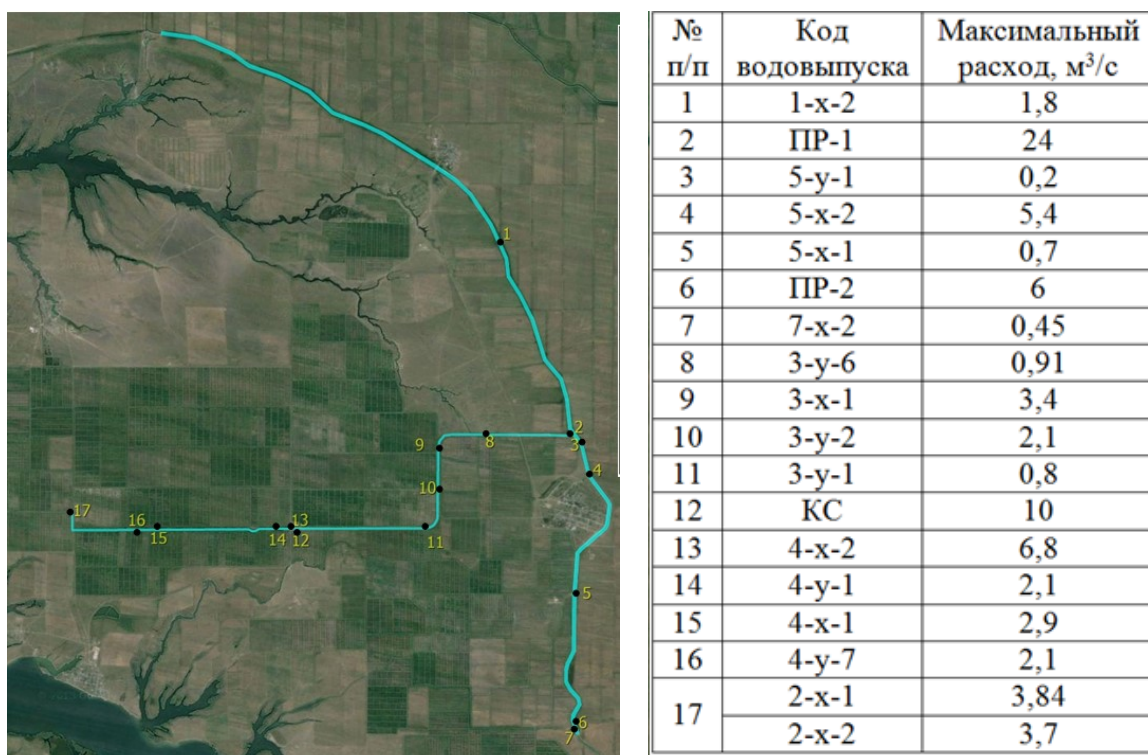 1
2
3
4
5
6
7
8
9
10
11
12
13
14
15
16
17
№ п/п Код водовыпуска Максимальный расход, м³/с
1 1-х-2 1,8
2 ПР-1 24
3 5-у-1 0,2
4 5-х-2 5,4
5 5-х-1 0,7
6 ПР-2 6
7 7-х-2 0,45
8 3-у-6 0,91
9 3-х-1 3,4
10 3-у-2 2,1
11 3-у-1 0,8
12 КС 10
13 4-х-2 6,8
14 4-у-1 2,1
15 4-х-1 2,9
16 4-у-7 2,1
17 2-х-1 3,84
2-х-2 3,7